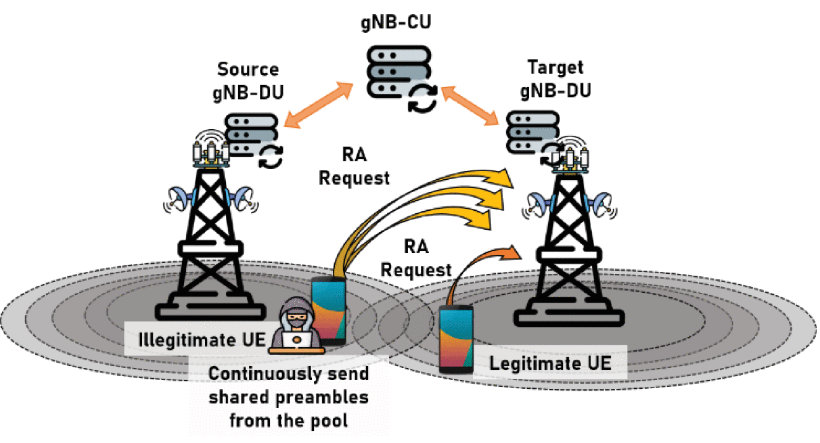 gNB-CU
Source
gNB-DU
Target
gNB-DU
RA
Request
RA
Request
Illegitimate UE
Legitimate UE
Continuously send
shared preambles
from the pool